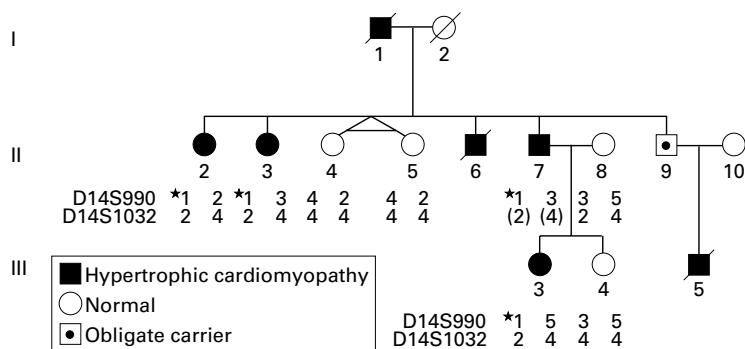 I
1 2
II
2 3 4 5 6 7 8 9 10
D14S990 ★1 2 ★1 3 4 2 4 2 ★1 3 3 5
D14S1032 2 4 2 4 4 4 4 4 (2) (4) 2 4
III
3 4 5
Hypertrophic cardiomyopathy
Normal
Obligate carrier
D14S990 ★1 5 3 5
D14S1032 2 4 4 4